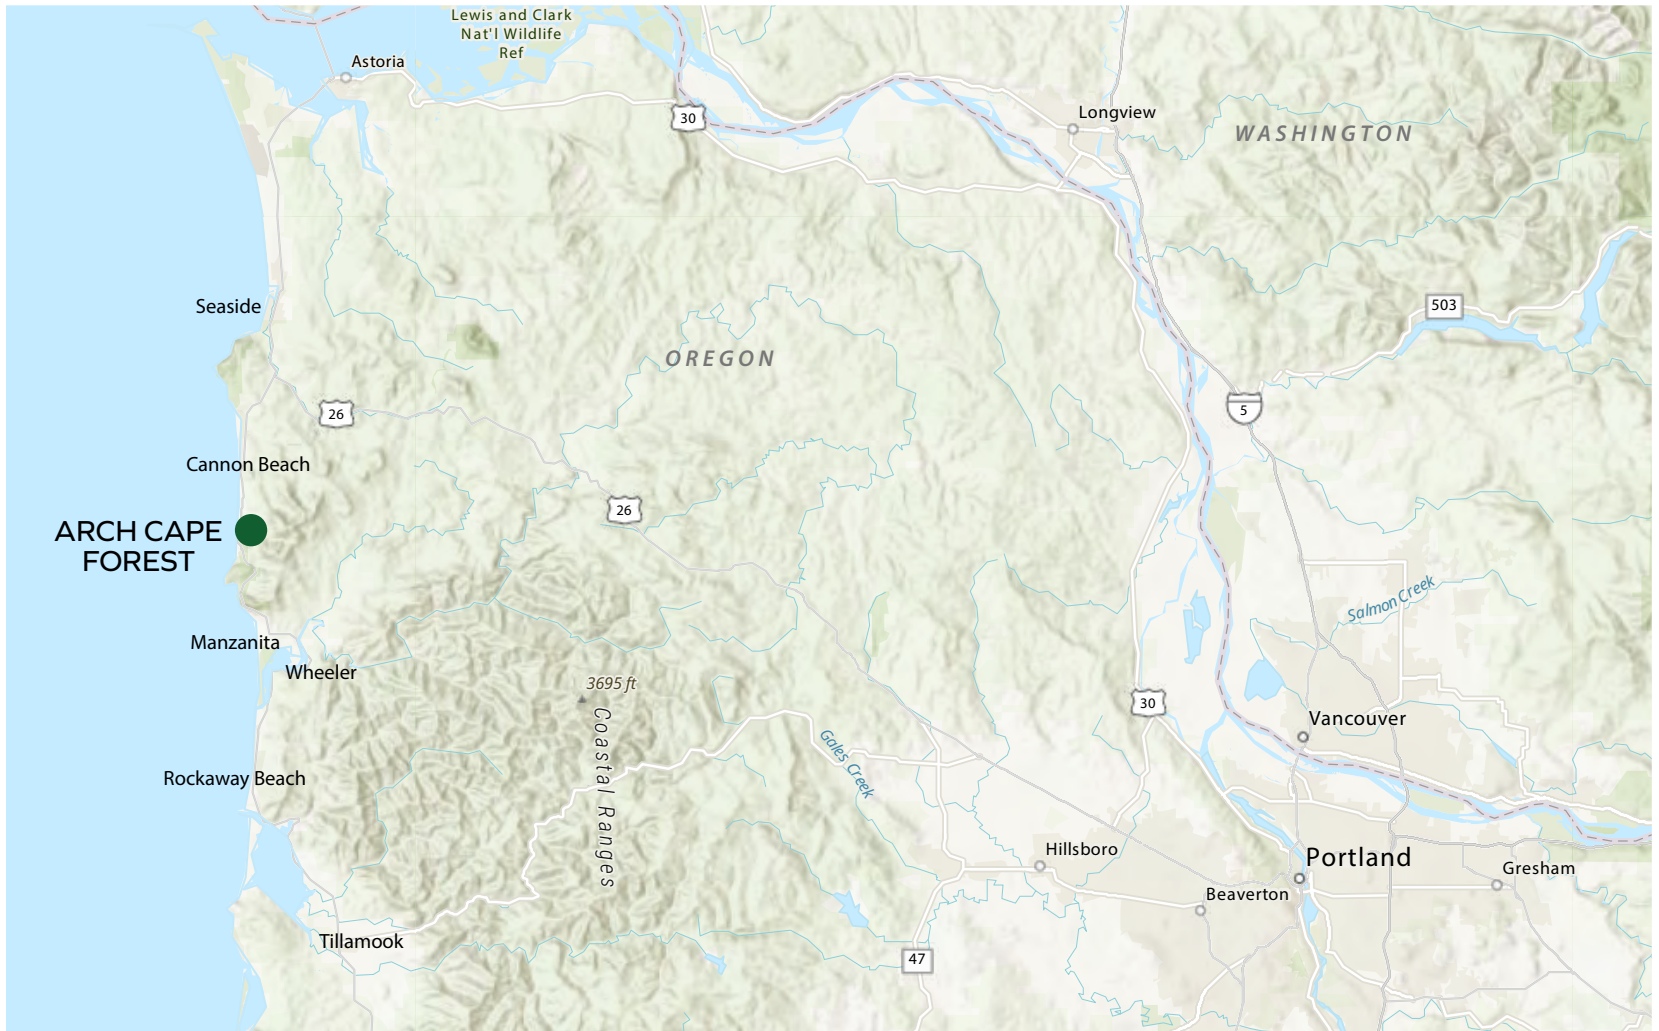 Lewis and Clark
Nat'l Wildlife
Ref
Astoria
30
Longview
WASHINGTON
Seaside
503
OREGON
26
5
Cannon Beach
26
ARCH CAPE
FOREST
Salmon Creek
Manzanita
Wheeler
3695 ft
30
Vancouver
Coastal Ranges
Gales Creek
Rockaway Beach
Hillsboro
Portland
Gresham
Beaverton
Tillamook
47